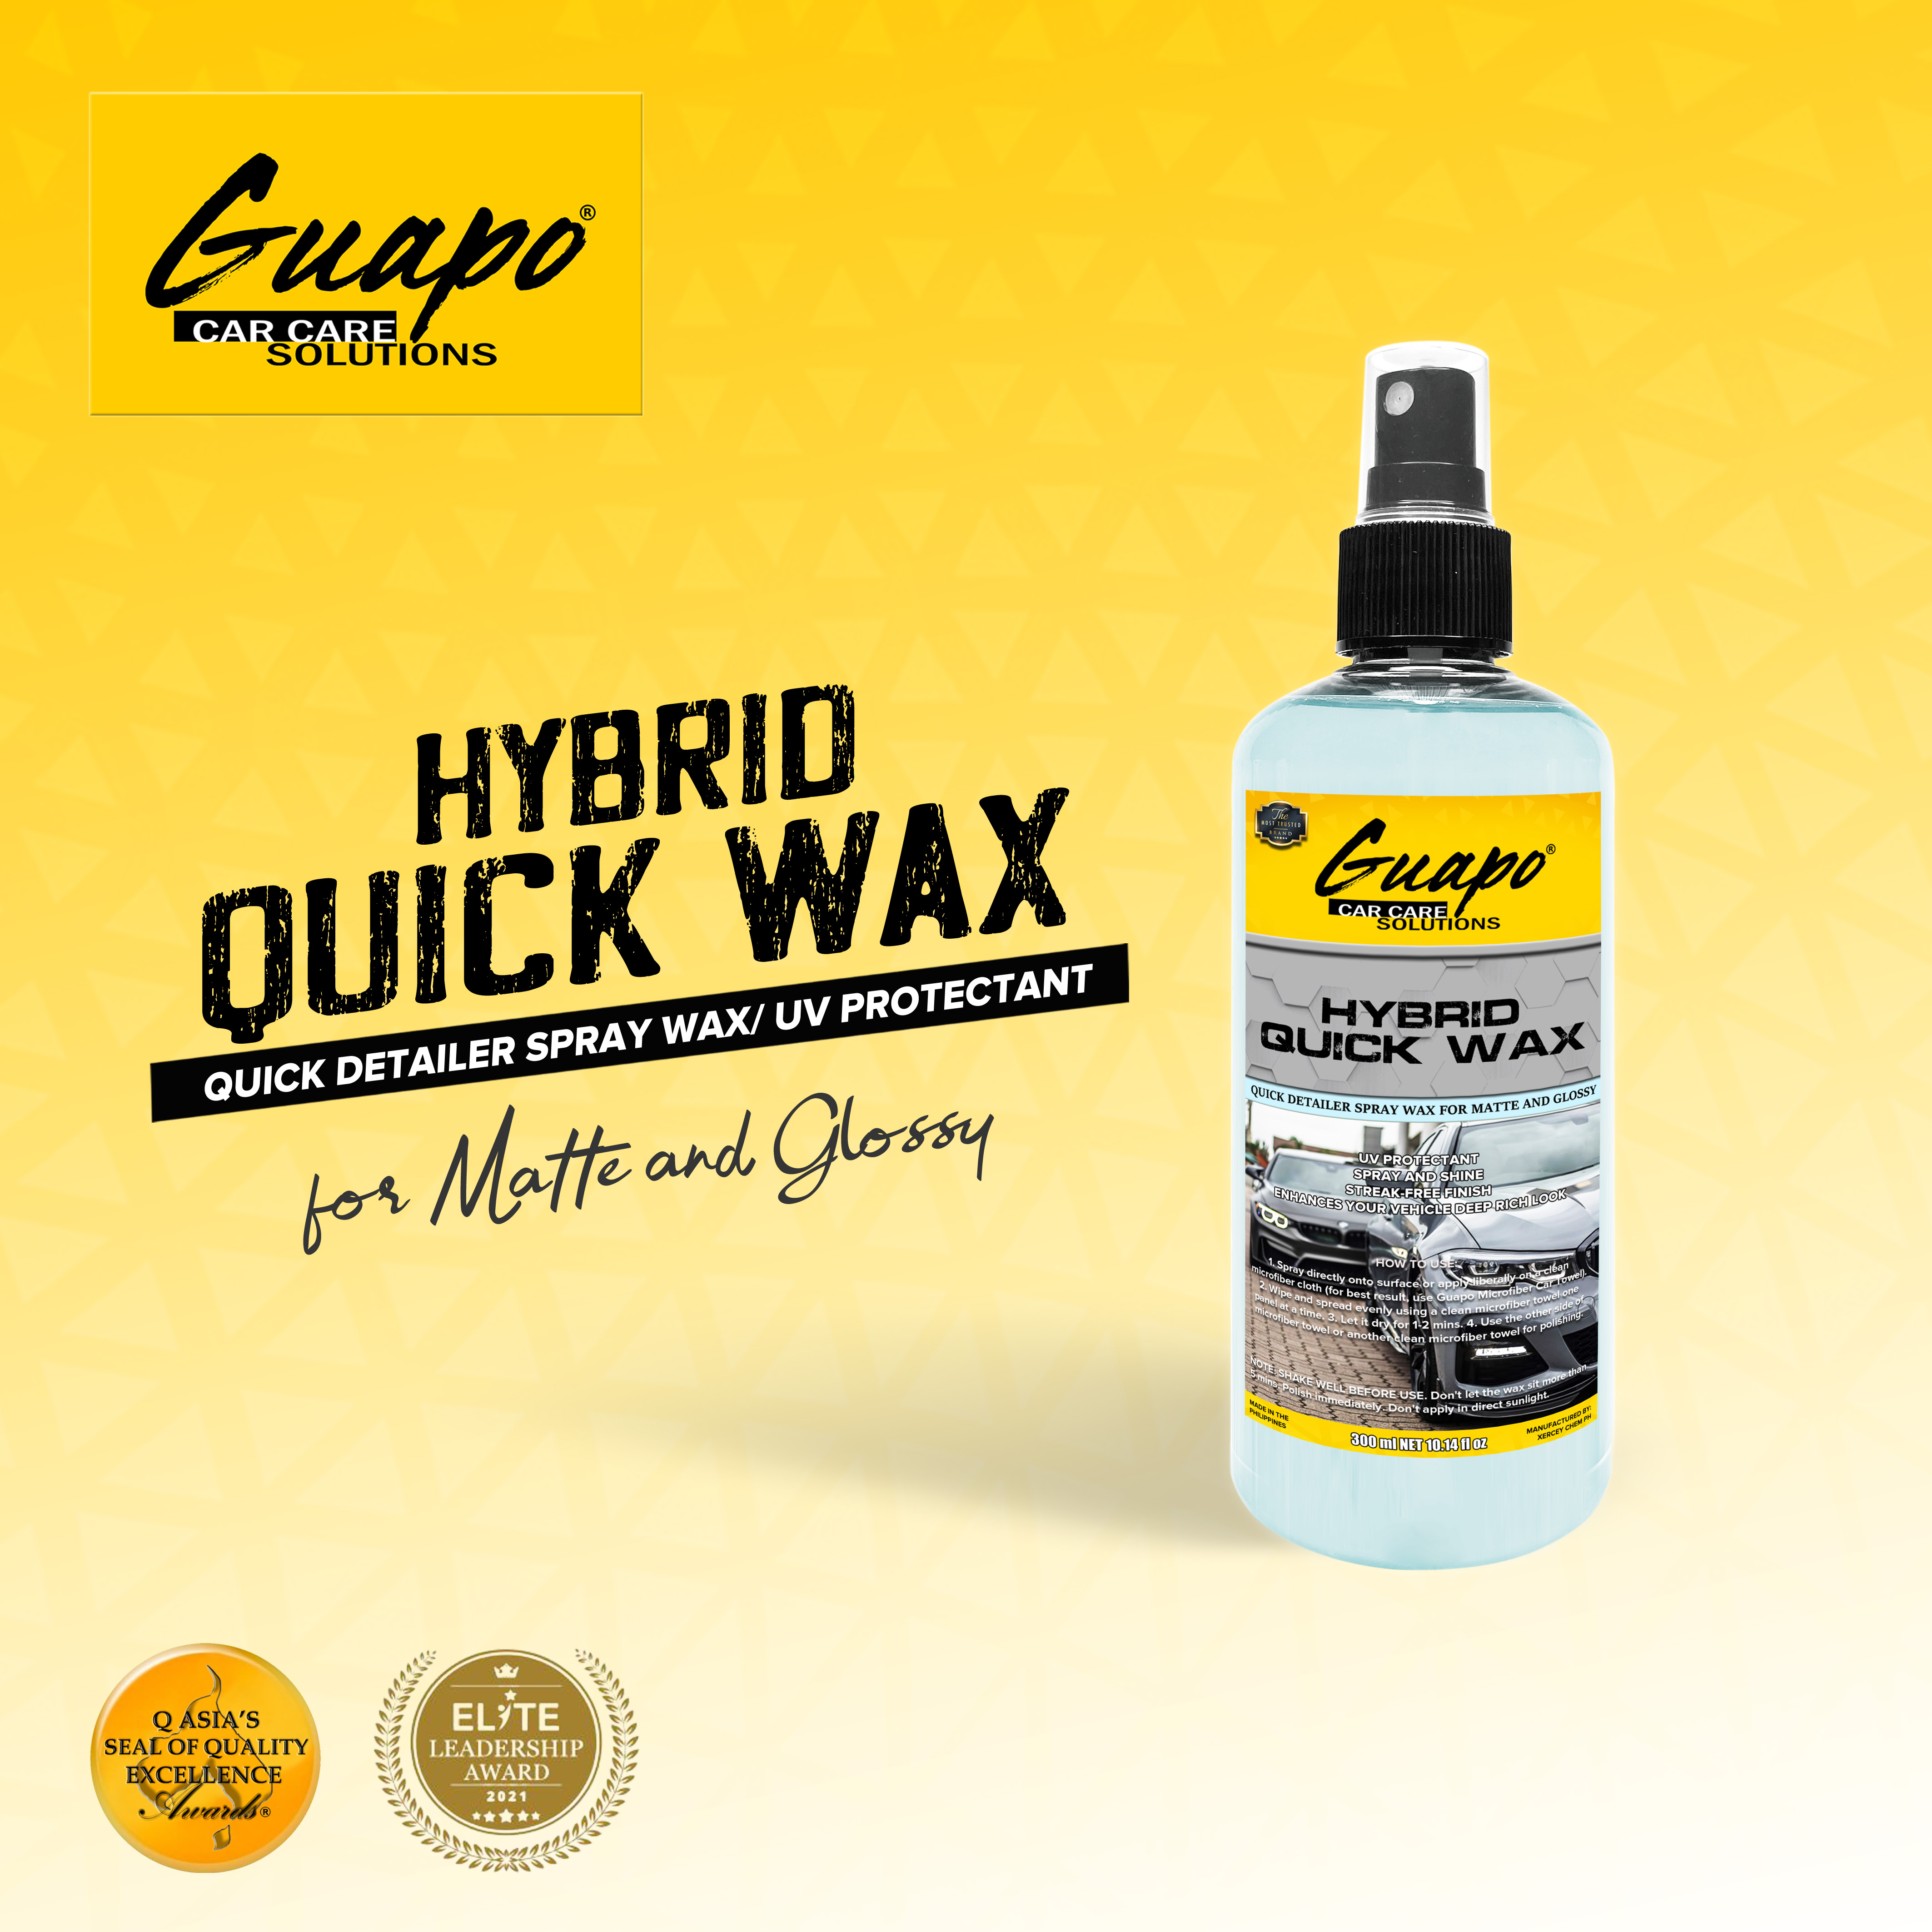 Guapo®
CAR CARE
SOLUTIONS
HYBRID
QUICK WAX
QUICK DETAILER SPRAY WAX/ UV PROTECTANT
for Matte and Glossy
The
MOST TRUSTED
BRAND
Guapo®
CAR CARE
SOLUTIONS
HYBRID
QUICK WAX
QUICK DETAILER SPRAY WAX FOR MATTE AND GLOSSY
UV PROTECTANT
SPRAY AND SHINE
STREAK-FREE FINISH
ENHANCES YOUR VEHICLE DEEP RICH LOOK
HOW TO USE:
1. Spray directly onto surface or apply liberally on a clean
microfiber cloth (for best result, use Guapo Microfiber Car Towel).
2. Wipe and spread evenly using a clean microfiber towel one
panel at a time. 3. Let it dry for 1-2 mins. 4. Use the other side of
microfiber towel or another clean microfiber towel for polishing.
NOTE: SHAKE WELL BEFORE USE. Don't let the wax sit more than
5 mins. Polish immediately. Don't apply in direct sunlight.
MADE IN THE
PHILIPPINES
300 ml NET 10.14 fl oz
MANUFACTURED BY:
XERCEY CHEM PH
Q ASIA'S
SEAL OF QUALITY
EXCELLENCE
Awards®
ELITE
LEADERSHIP
AWARD
2021